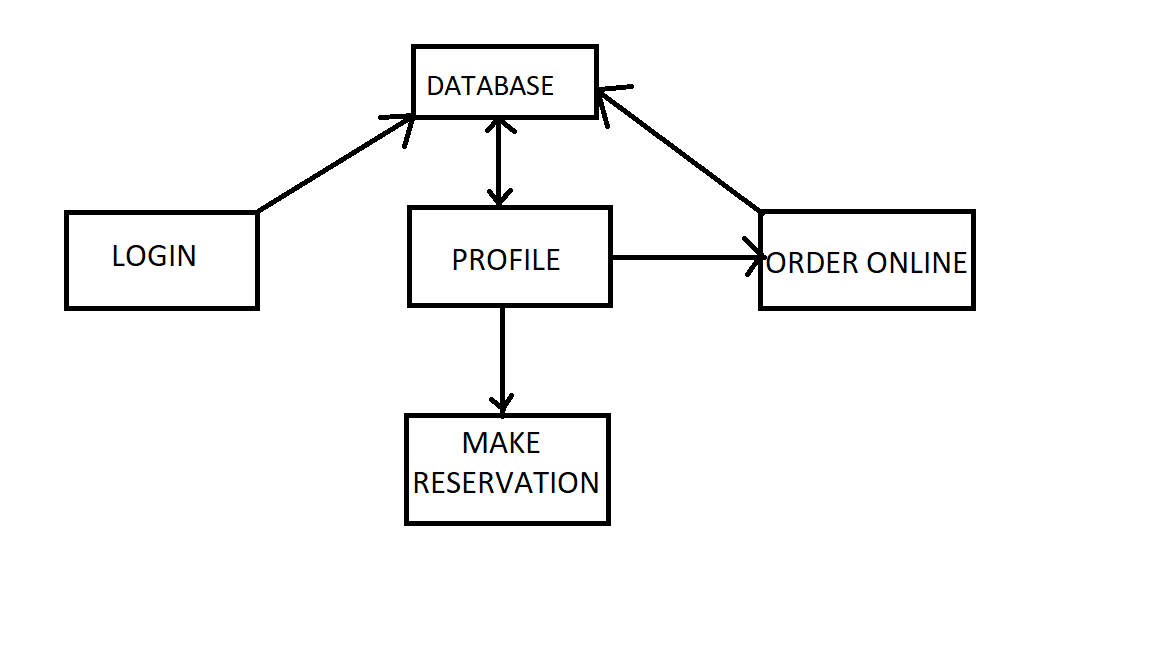 DATABASE
LOGIN
PROFILE
ORDER ONLINE
MAKE
RESERVATION